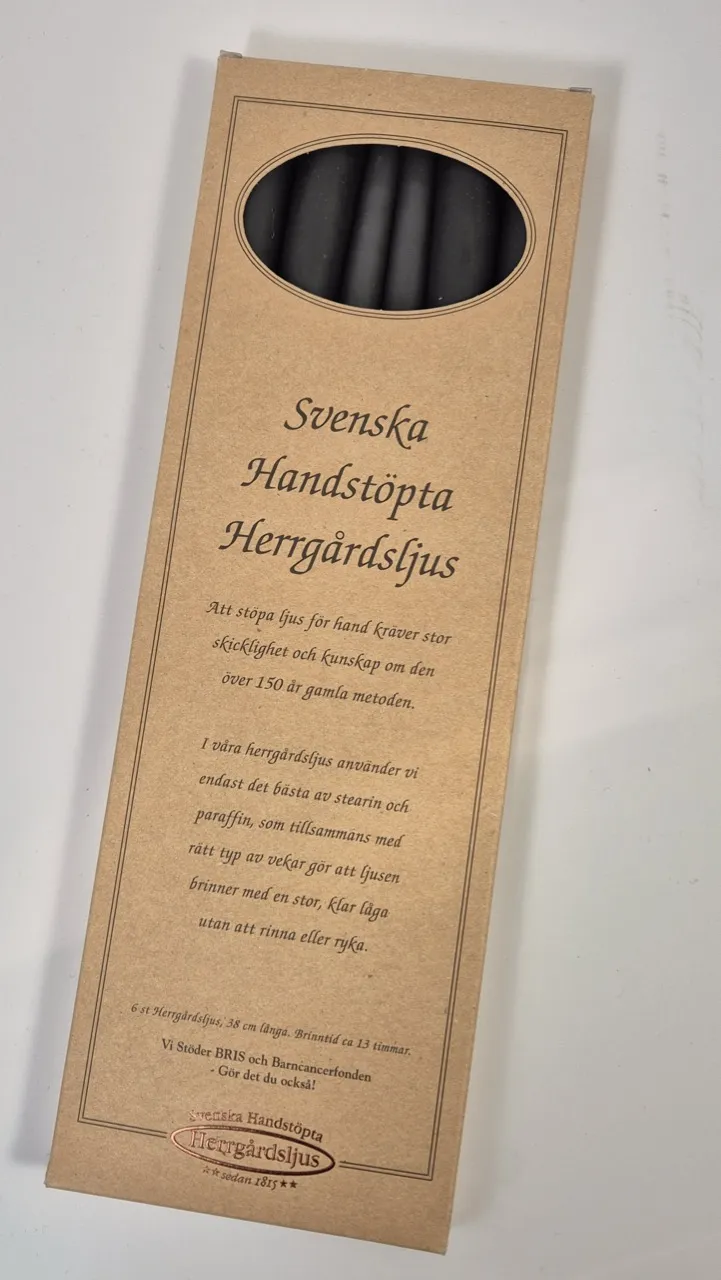 Svenska
Handstöpta
Herrgårdsljus
Att stöpa ljus för hand kräver stor
skicklighet och kunskap om den
över 150 år gamla metoden.
I våra herrgårdsljus använder vi
endast det bästa av stearin och
paraffin, som tillsammans med
rätt typ av vekar gör att ljusen
brinner med en stor, klar låga
utan att rinna eller ryka.
6 st Herrgårdsljus, 38 cm långa. Brinntid ca 13 timmar.
Vi Stöder BRIS och Barncancerfonden
- Gör det du också!
Svenska Handstöpta
Herrgårdsljus
sedan 1815